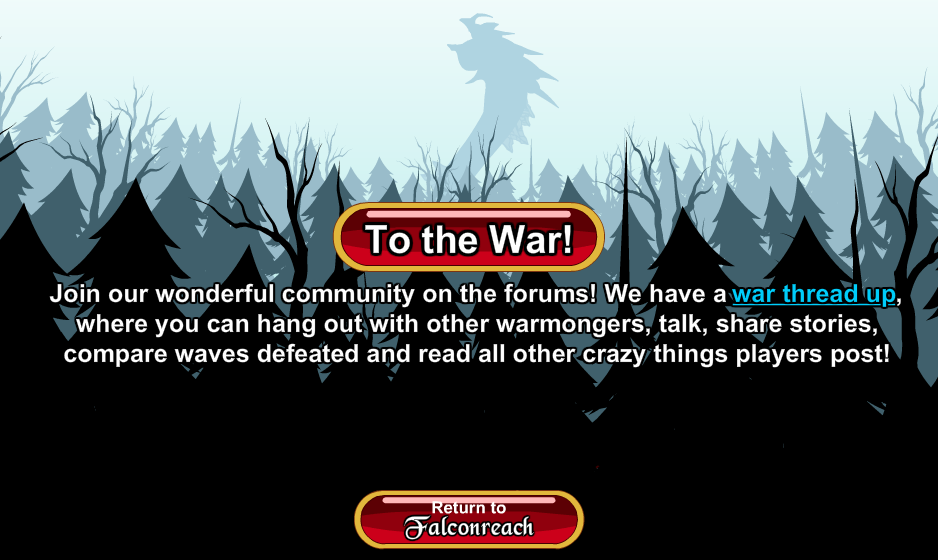 To the War!
Join our wonderful community on the forums! We have a war thread up,
where you can hang out with other warmongers, talk, share stories,
compare waves defeated and read all other crazy things players post!
Return to
Falconreach